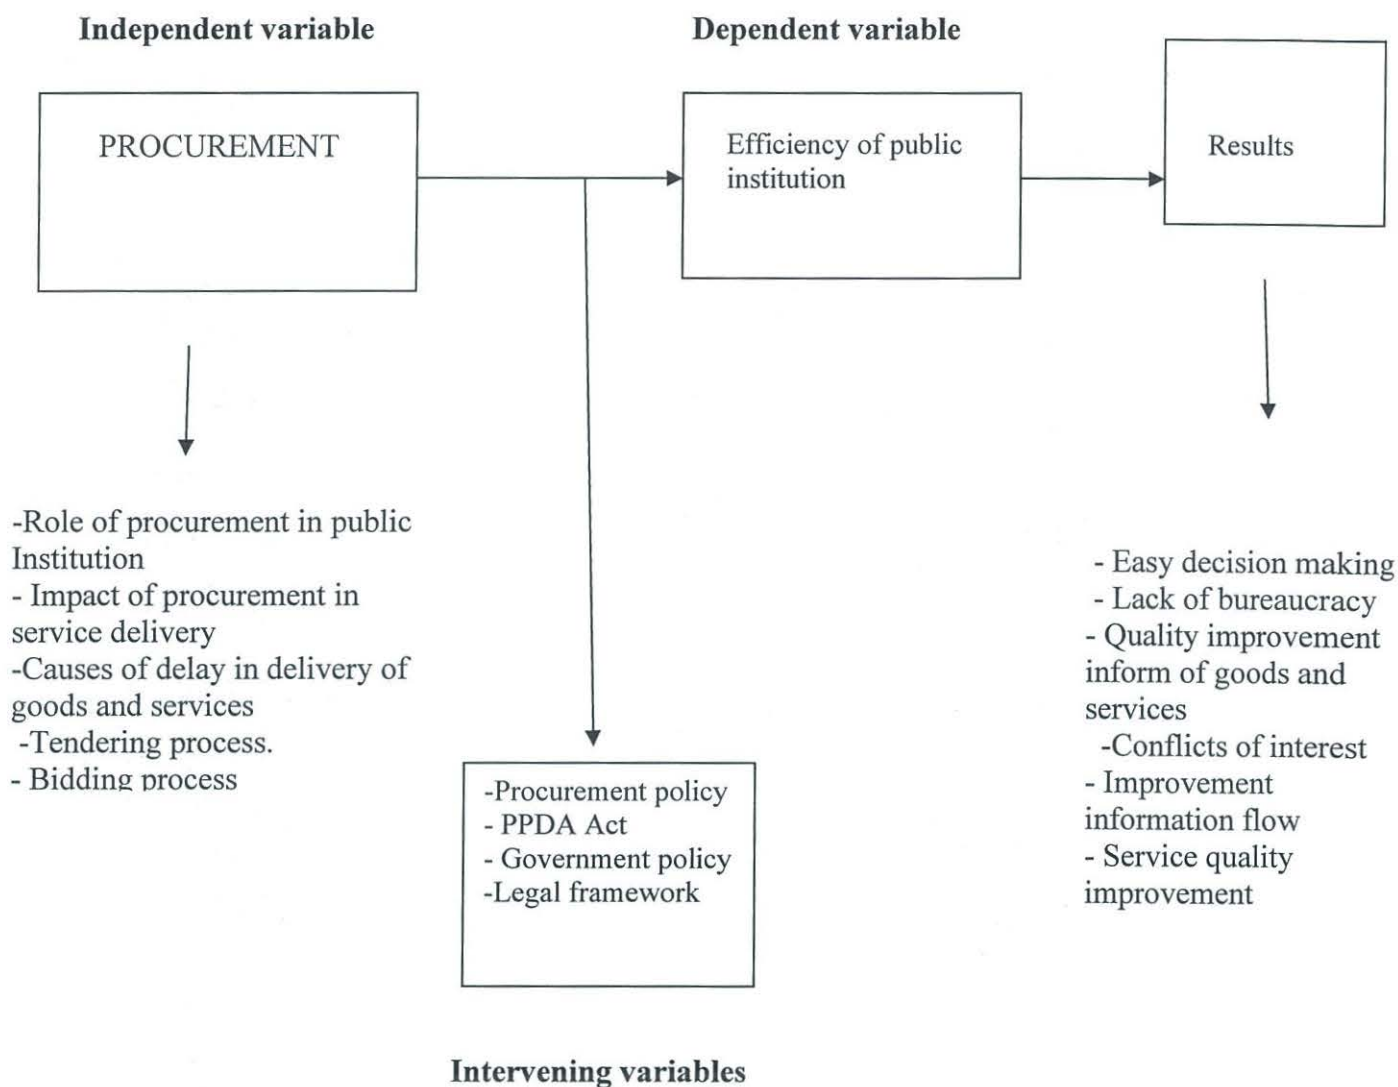 Independent variable
Dependent variable
PROCUREMENT
Efficiency of public
institution
Results
-Role of procurement in public
Institution
- Impact of procurement in
service delivery
-Causes of delay in delivery of
goods and services
-Tendering process.
- Bidding process
- Easy decision making
- Lack of bureaucracy
- Quality improvement
inform of goods and
services
-Conflicts of interest
- Improvement
information flow
- Service quality
improvement
-Procurement policy
- PPDA Act
- Government policy
-Legal framework
Intervening variables